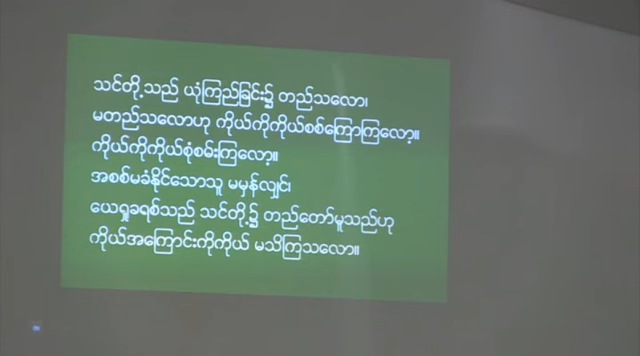 သင်တို့သည် ယုံကြည်ခြင်း၌ တည်သလော၊
မတည်သလောဟု ကိုယ်ကိုကိုယ်စစ်ကြောကြလော့။
ကိုယ်ကိုကိုယ်စုံစမ်းကြလော့။
အစစ်မခံနိုင်သောသူ မမှန်လျှင်၊
ယေရှုခရစ်သည် သင်တို့၌ တည်တော်မူသည်ဟု
ကိုယ်အကြောင်းကိုကိုယ် မသိကြသလော။